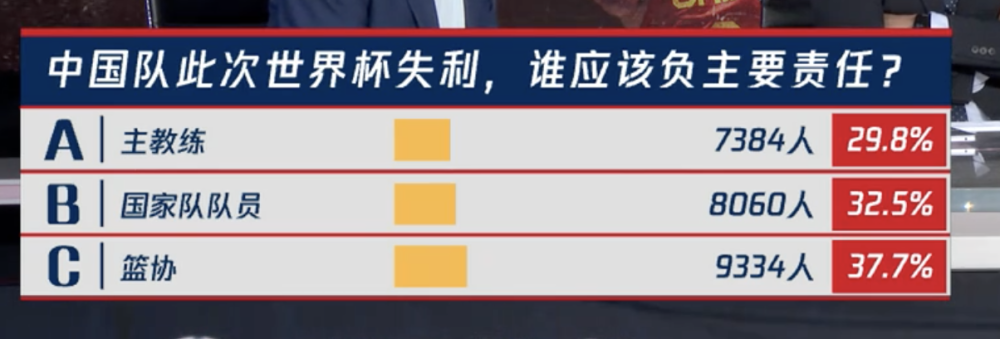 中国队此次世界杯失利，谁应该负主要责任？
A 主教练 7384人 29.8%
B 国家队队员 8060人 32.5%
C 篮协 9334人 37.7%